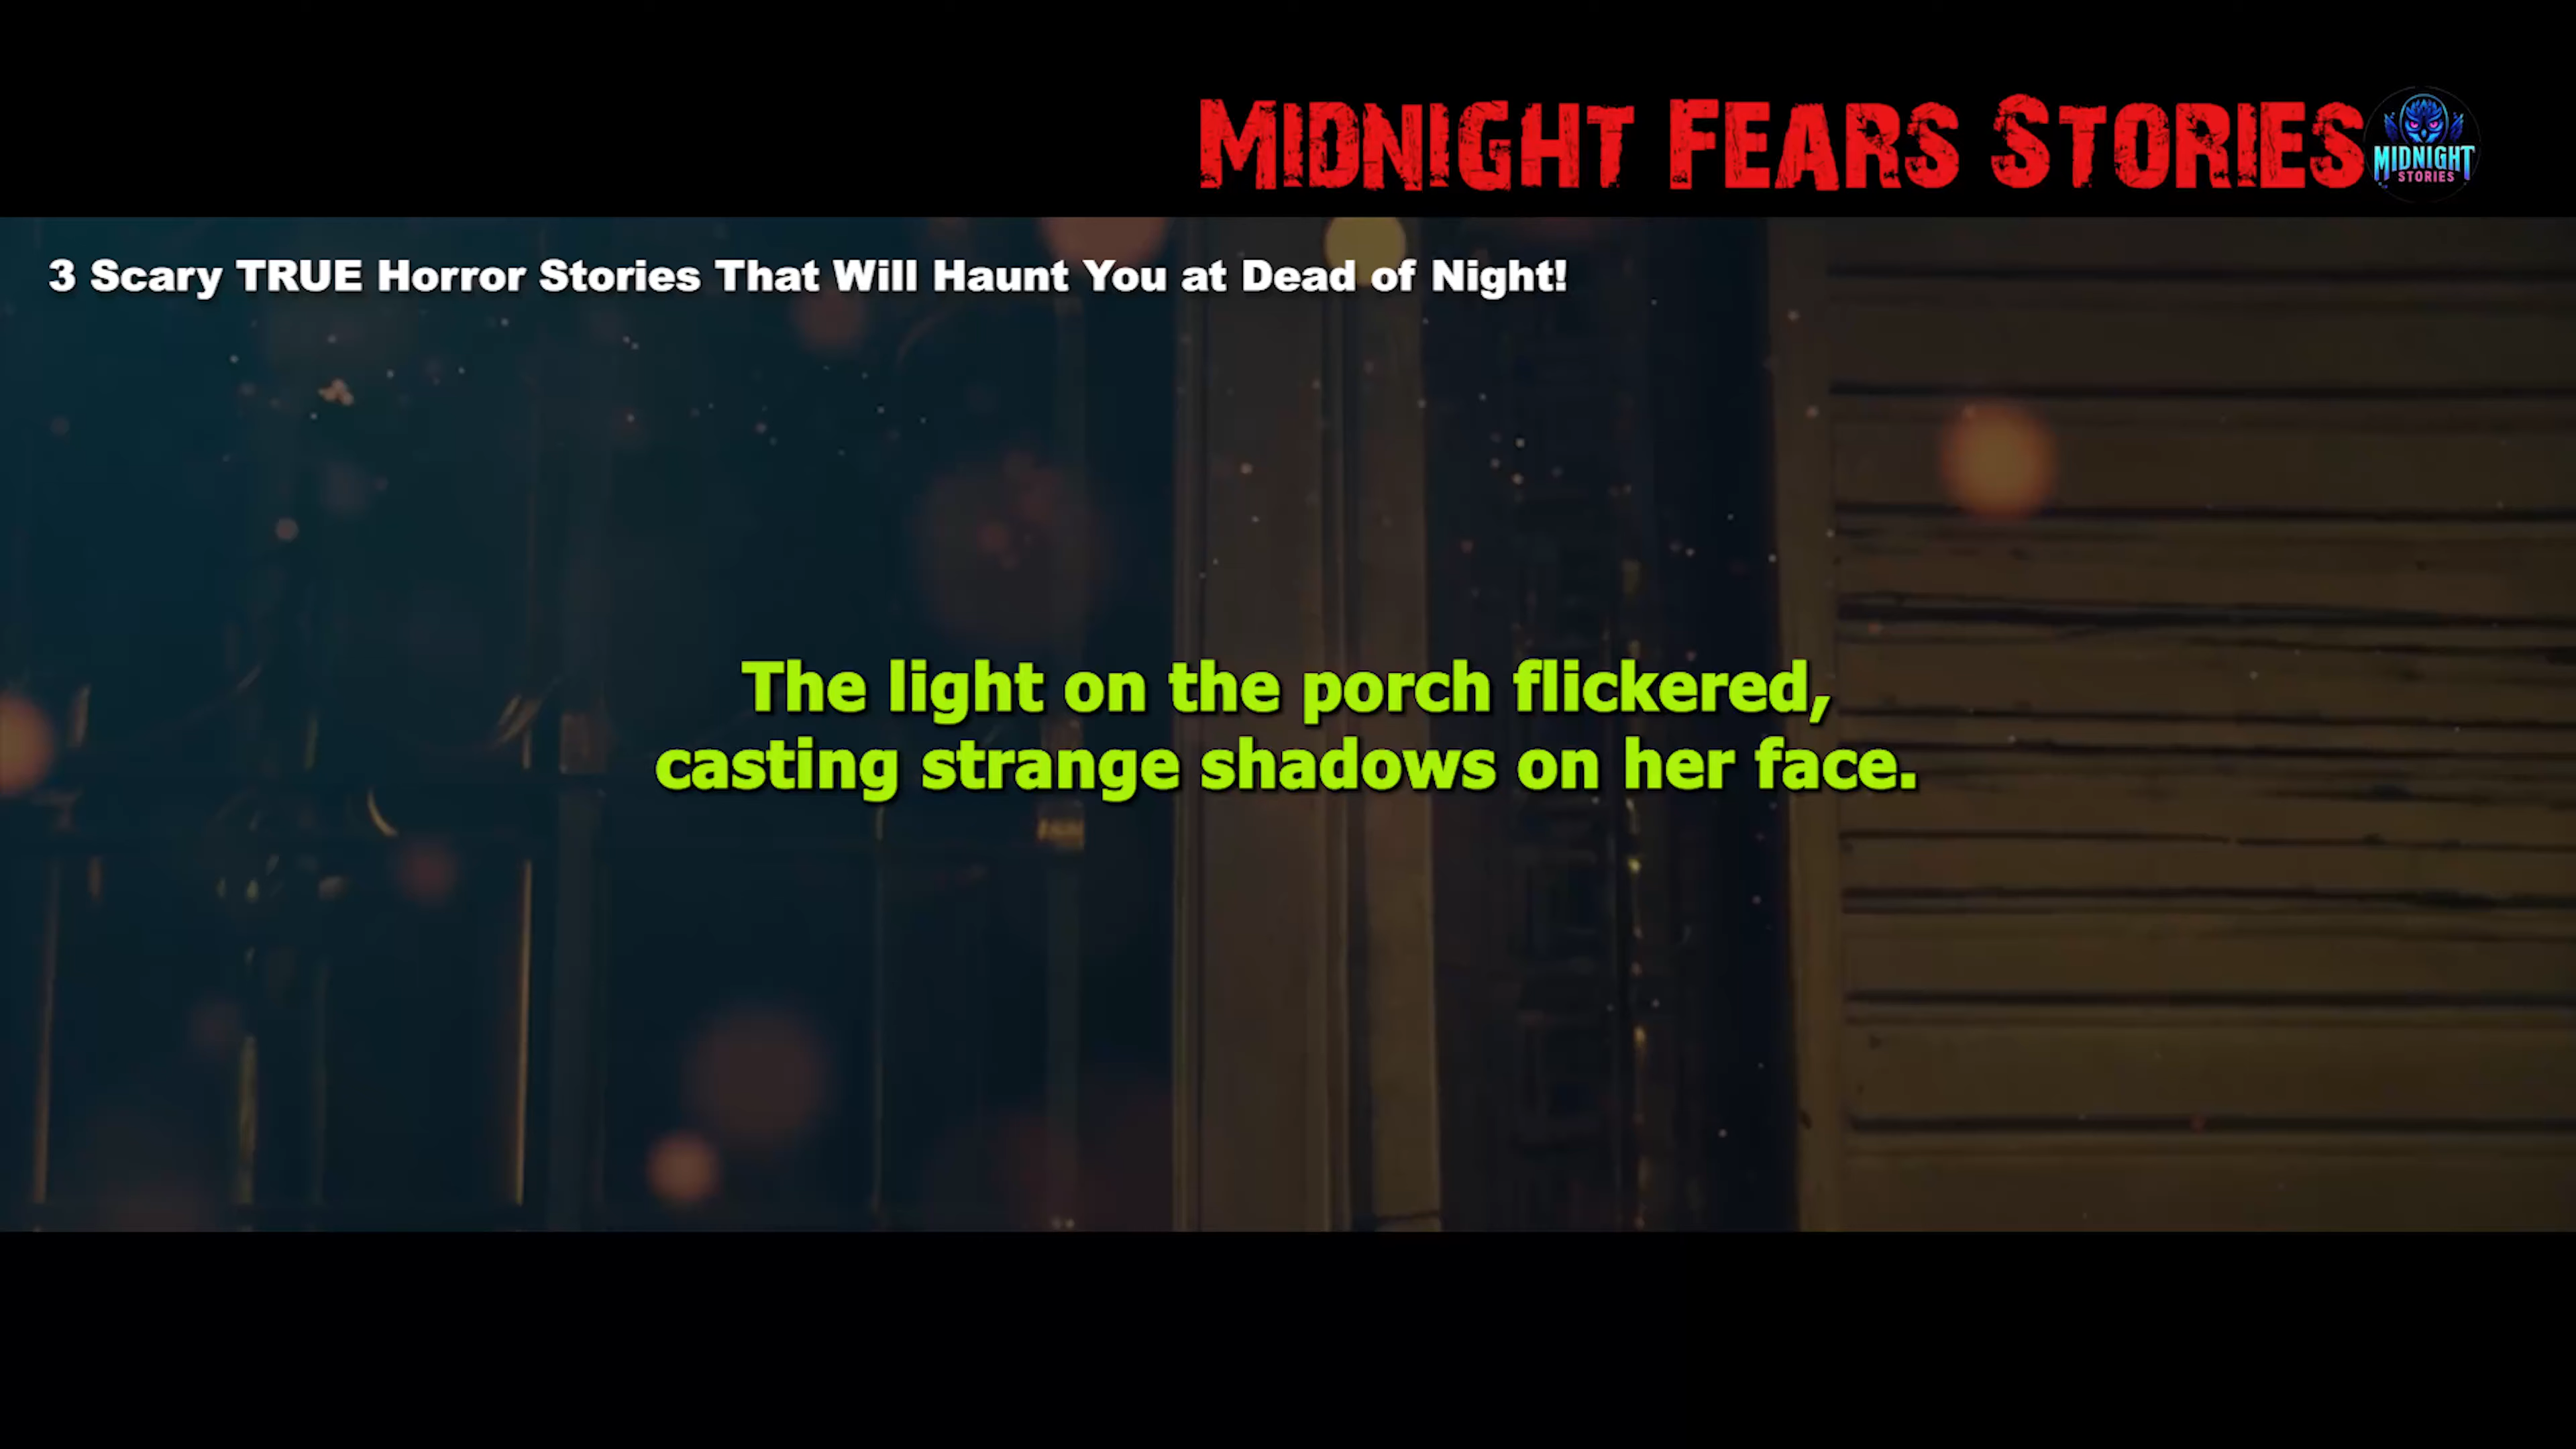 Midnight Fears Stories
MIDNIGHT
STORIES
3 Scary TRUE Horror Stories That Will Haunt You at Dead of Night!
The light on the porch flickered,
casting strange shadows on her face.